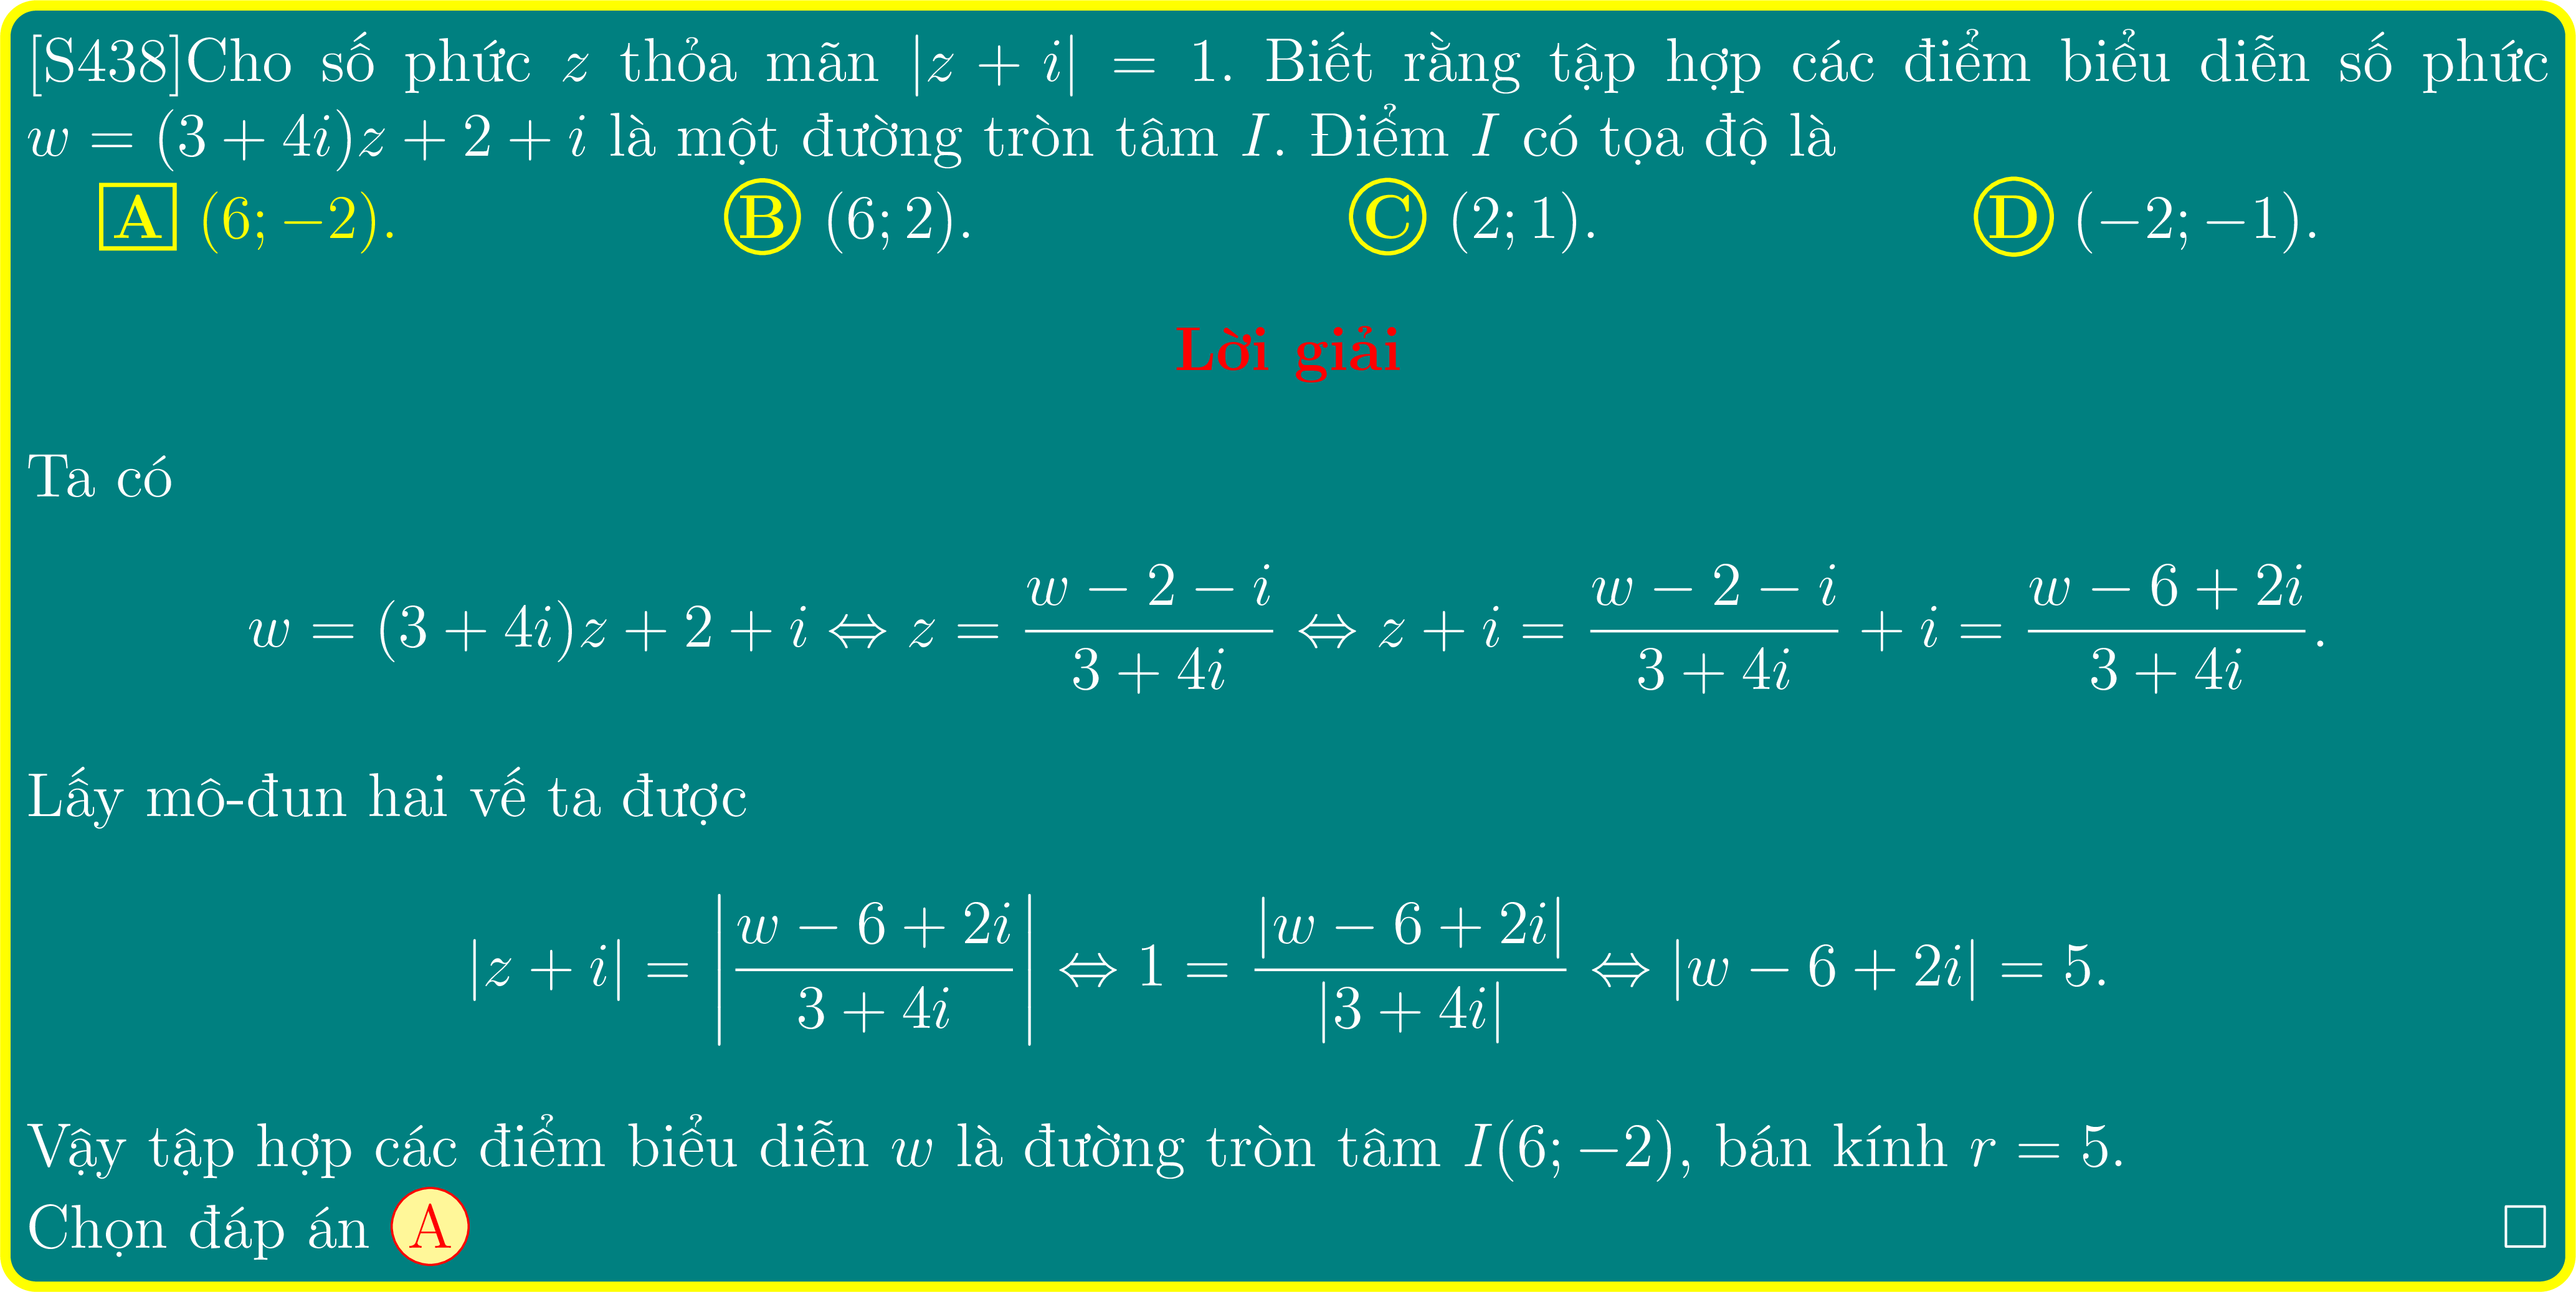 [S438]Cho số phức z thỏa mãn |z + i| = 1. Biết rằng tập hợp các điểm biểu diễn số phức
w = (3 + 4i)z + 2 + i là một đường tròn tâm I. Điểm I có tọa độ là
A (6; −2). B (6; 2). C (2; 1). D (−2; −1).
Lời giải
Ta có
w = (3 + 4i)z + 2 + i ⇔ z = \frac{w − 2 − i}{3 + 4i} ⇔ z + i = \frac{w − 2 − i}{3 + 4i} + i = \frac{w − 6 + 2i}{3 + 4i}.
Lấy mô-đun hai vế ta được
|z + i| = \left|\frac{w − 6 + 2i}{3 + 4i}\right| ⇔ 1 = \frac{|w − 6 + 2i|}{|3 + 4i|} ⇔ |w − 6 + 2i| = 5.
Vậy tập hợp các điểm biểu diễn w là đường tròn tâm I(6; −2), bán kính r = 5.
Chọn đáp án A □